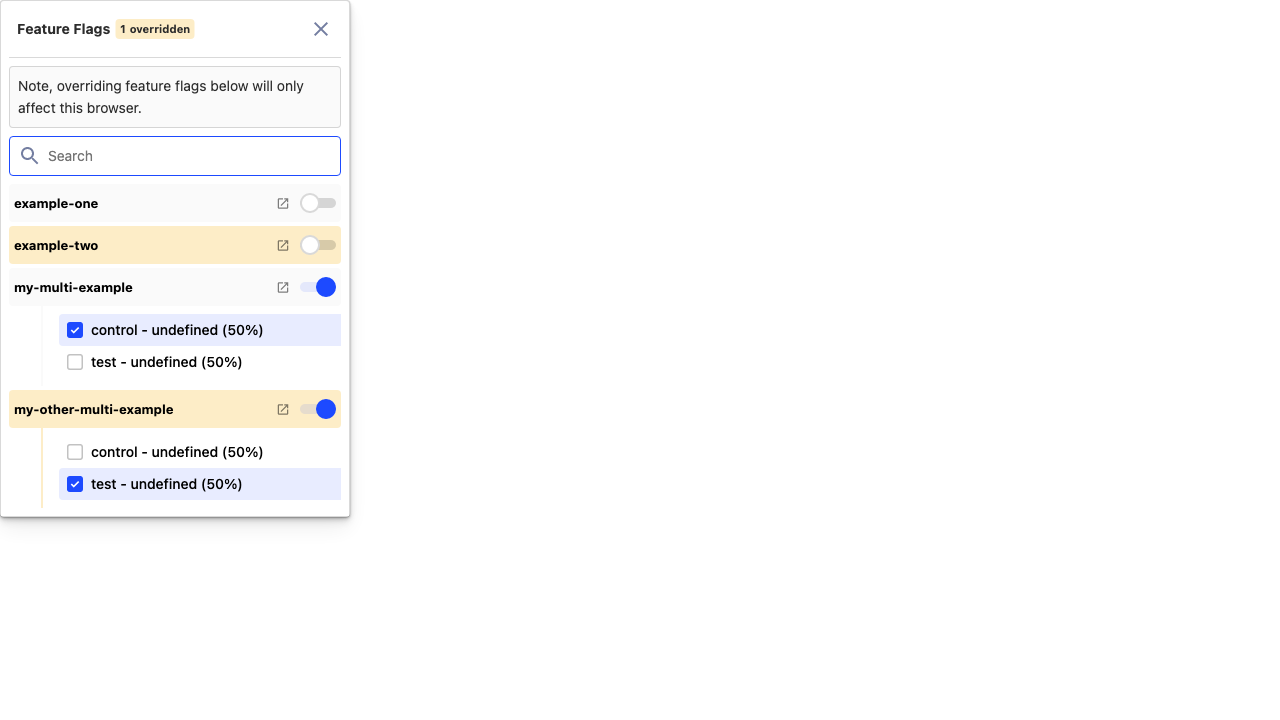 Feature Flags 1 overridden
Note, overriding feature flags below will only
affect this browser.
Search
example-one
example-two
my-multi-example
control - undefined (50%)
test - undefined (50%)
my-other-multi-example
control - undefined (50%)
test - undefined (50%)